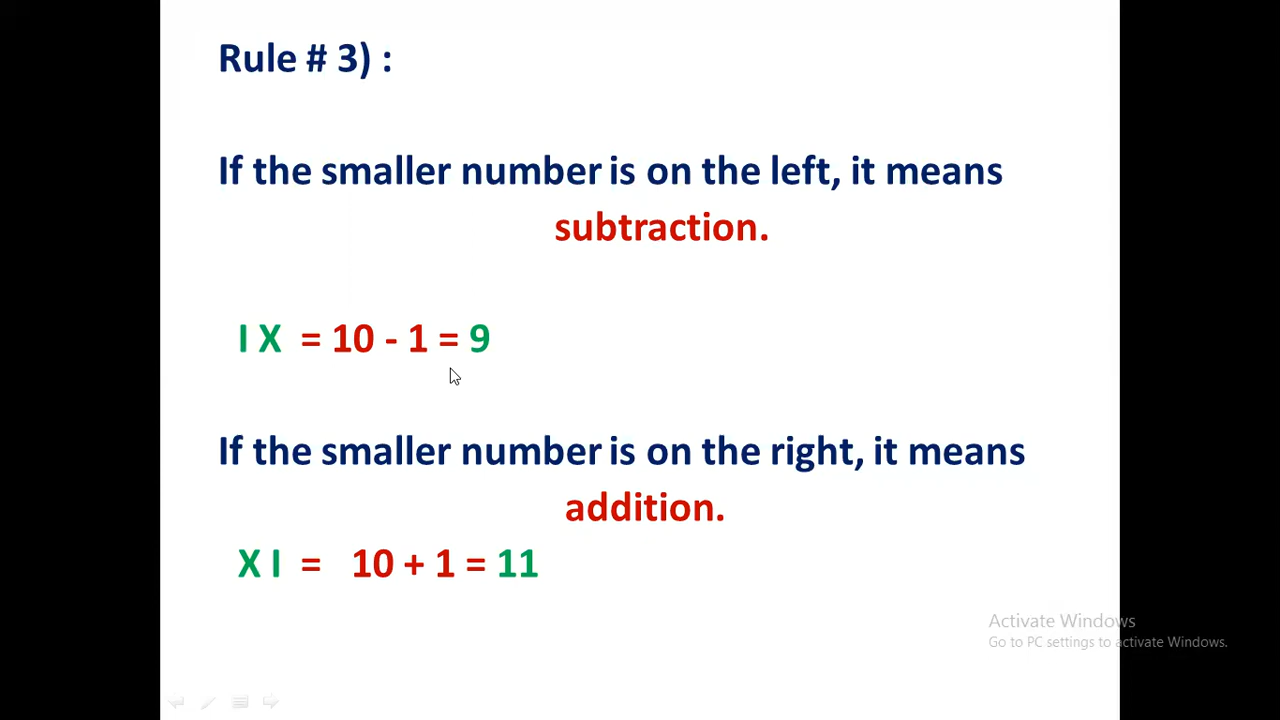 Rule # 3) :
If the smaller number is on the left, it means
subtraction.
I X = 10 - 1 = 9
If the smaller number is on the right, it means
addition.
X I = 10 + 1 = 11
Activate Windows
Go to PC settings to activate Windows.